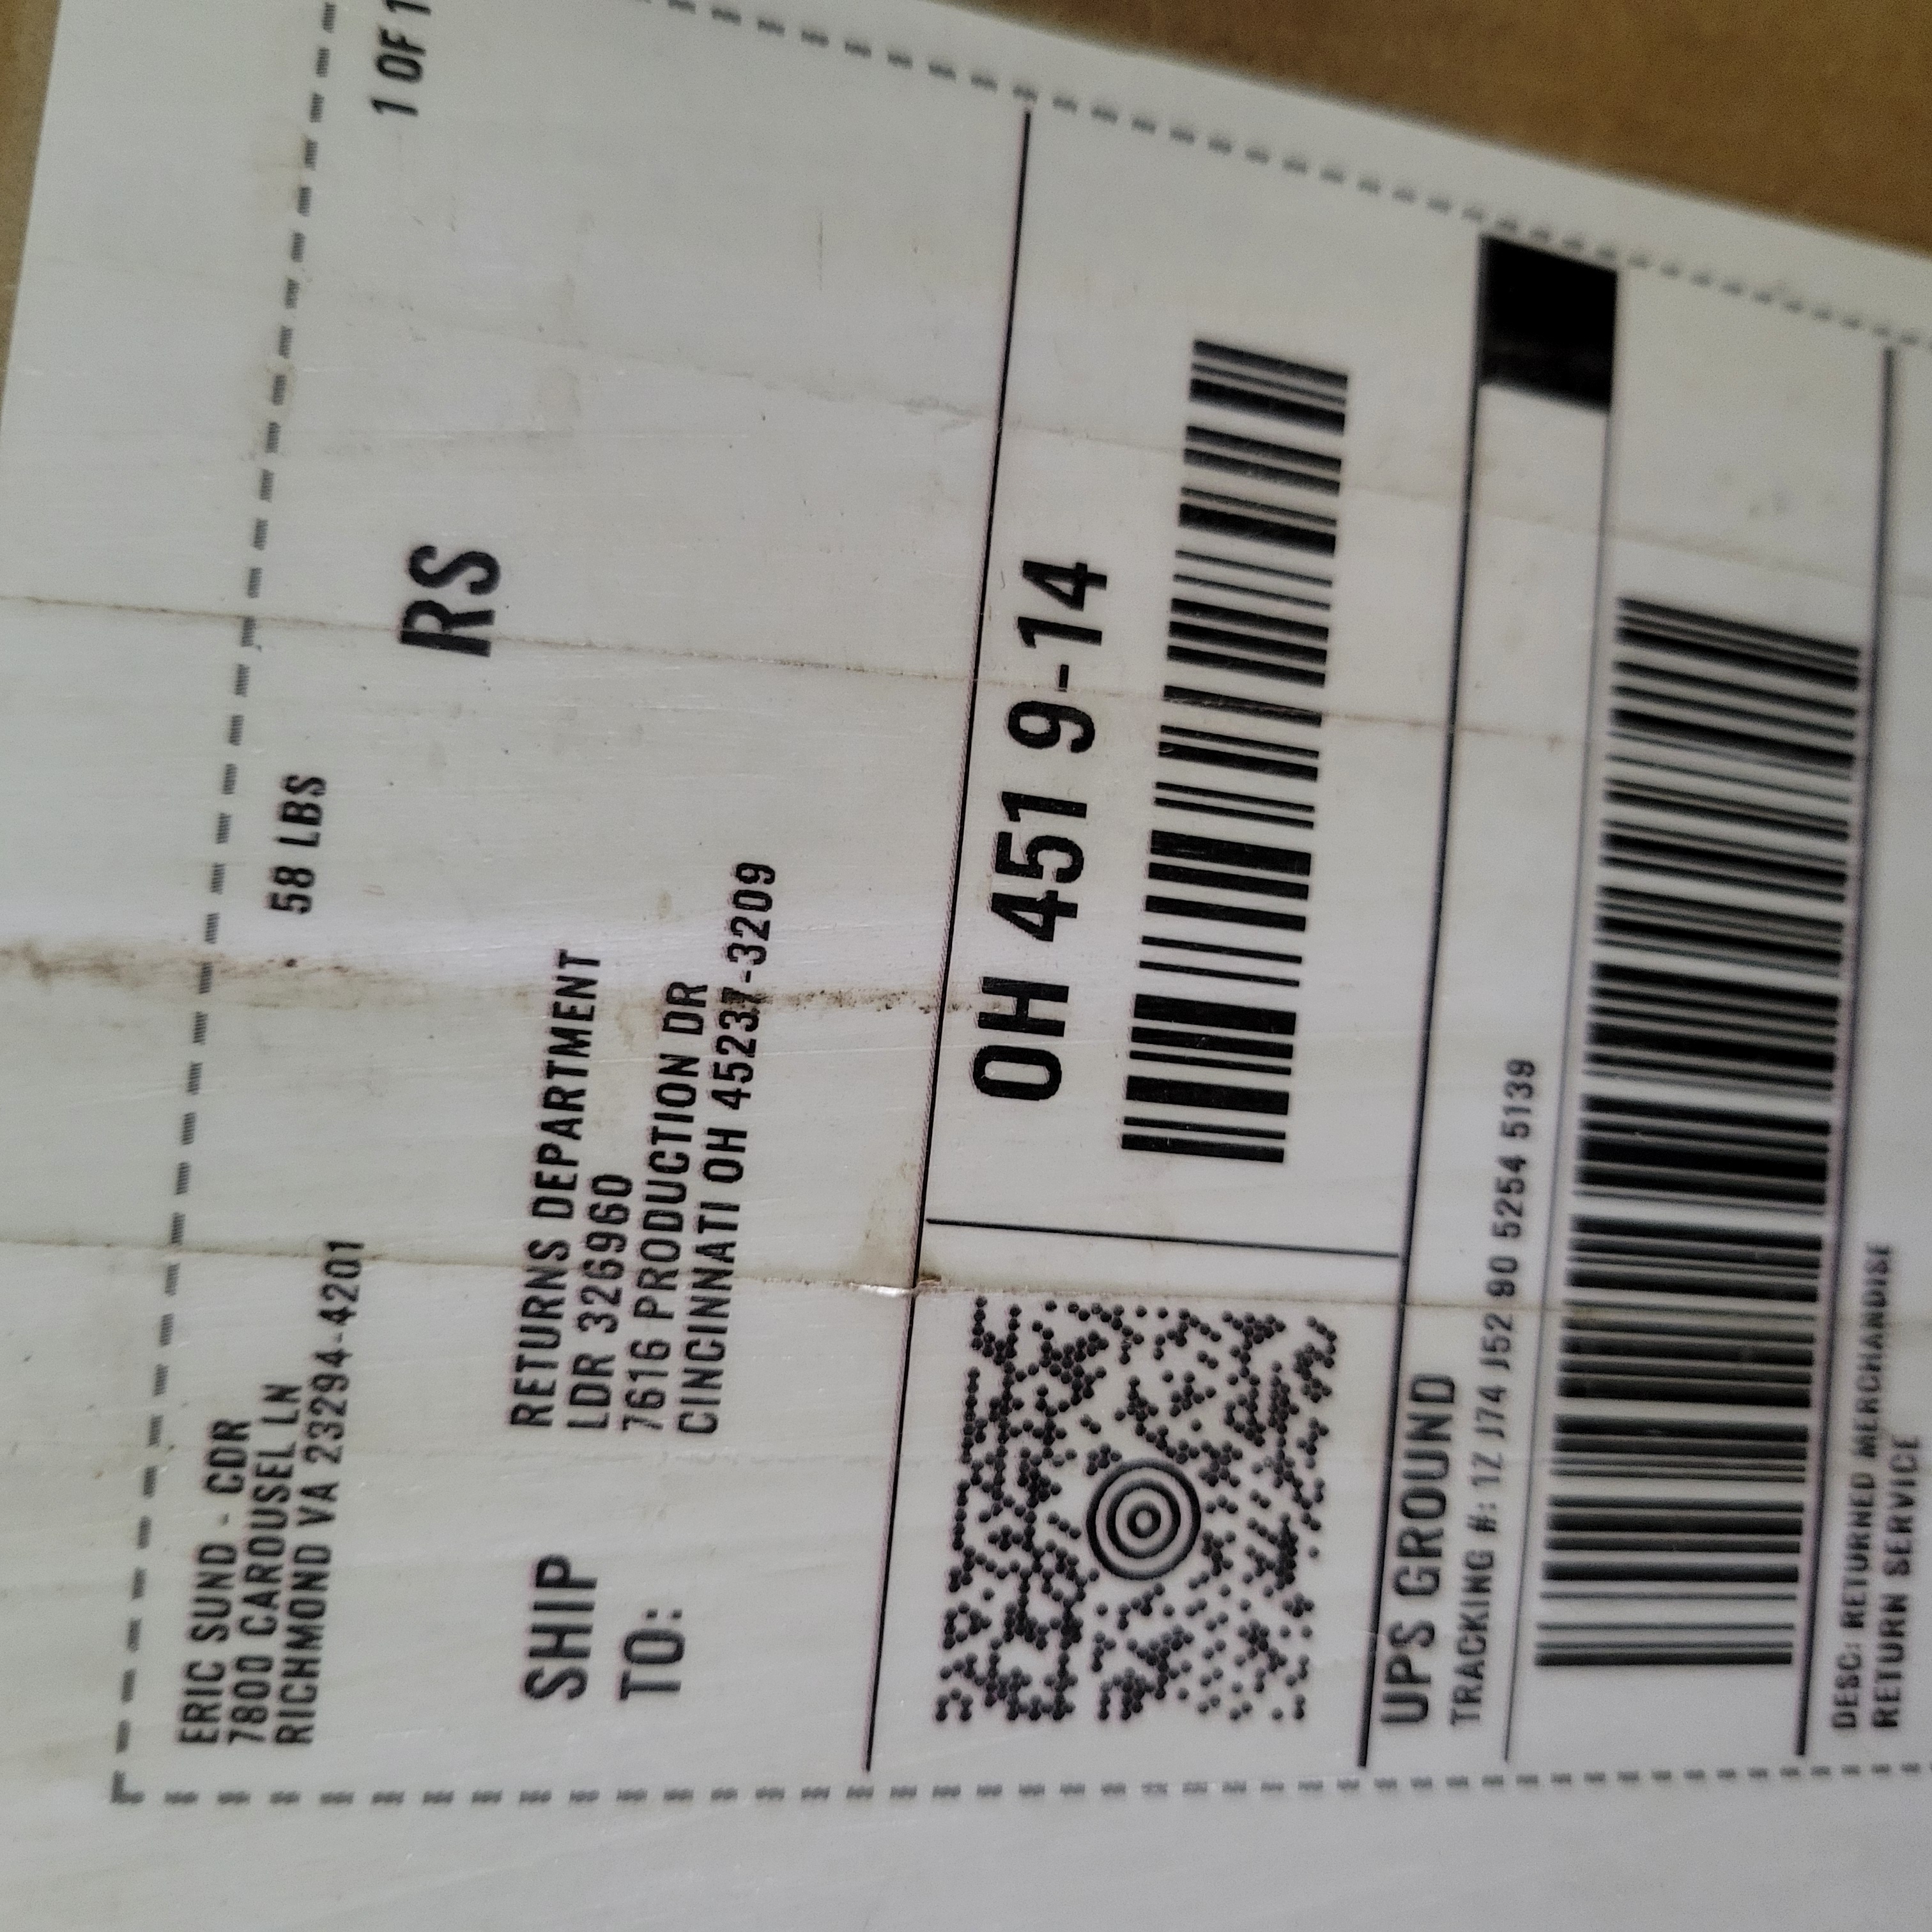 ERIC SUND - CDR
7800 CAROUSEL LN
RICHMOND VA 23294-4201
58 LBS
1 OF 1
RS
SHIP
TO:
RETURNS DEPARTMENT
LDR 326960
7616 PRODUCTION DR
CINCINNATI OH 45237-3209
OH 451 9-14
UPS GROUND
TRACKING #: 1Z J74 J52 90 5254 5139
DESC: RETURNED MERCHANDISE
RETURN SERVICE